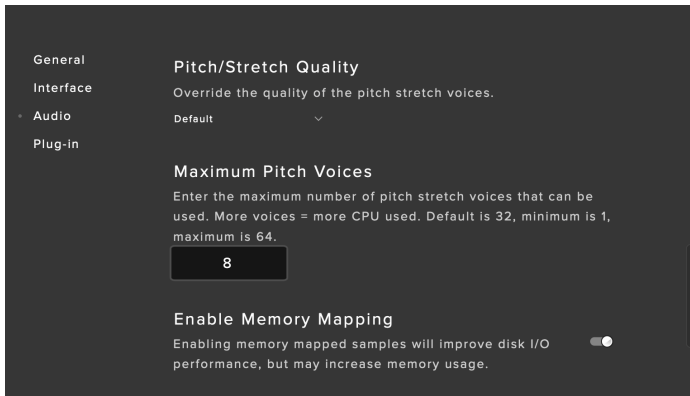 General
Interface
Audio
Plug-in
Pitch/Stretch Quality
Override the quality of the pitch stretch voices.
Default
Maximum Pitch Voices
Enter the maximum number of pitch stretch voices that can be
used. More voices = more CPU used. Default is 32, minimum is 1,
maximum is 64.
8
Enable Memory Mapping
Enabling memory mapped samples will improve disk I/O
performance, but may increase memory usage.